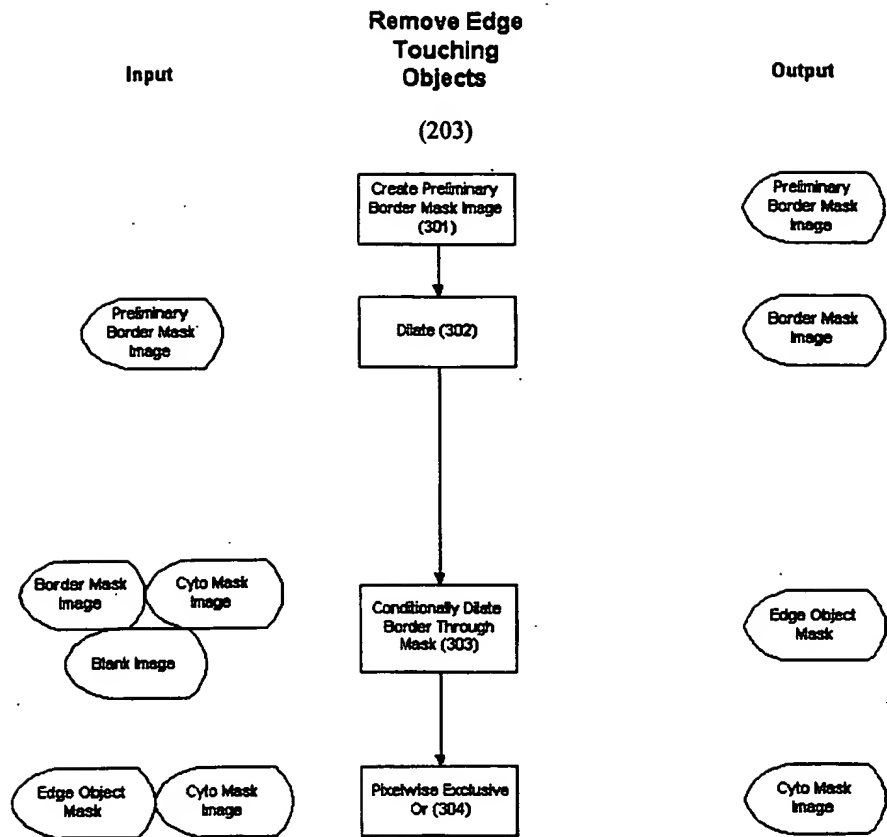 Remove Edge
Touching
Objects
Input
Output
(203)
Create Preliminary
Border Mask Image
(301)
Preliminary
Border Mask
Image
Preliminary
Border Mask
Image
Dilate (302)
Border Mask
Image
Border Mask
Image
Cyto Mask
Image
Blank Image
Conditionally Dilate
Border Through
Mask (303)
Edge Object
Mask
Edge Object
Mask
Cyto Mask
Image
Pixelwise Exclusive
Or (304)
Cyto Mask
Image